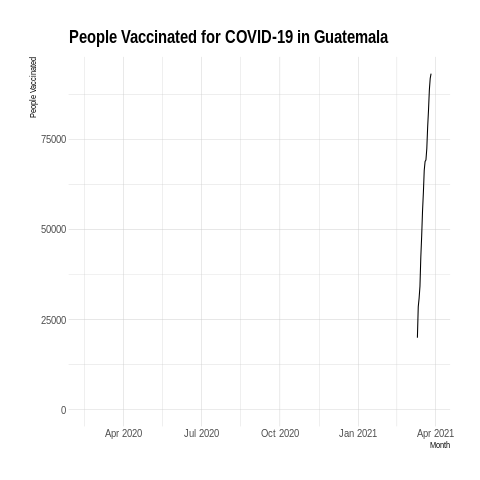 People Vaccinated for COVID-19 in Guatemala
People Vaccinated
75000
50000
25000
0
Apr 2020 Jul 2020 Oct 2020 Jan 2021 Apr 2021
Month